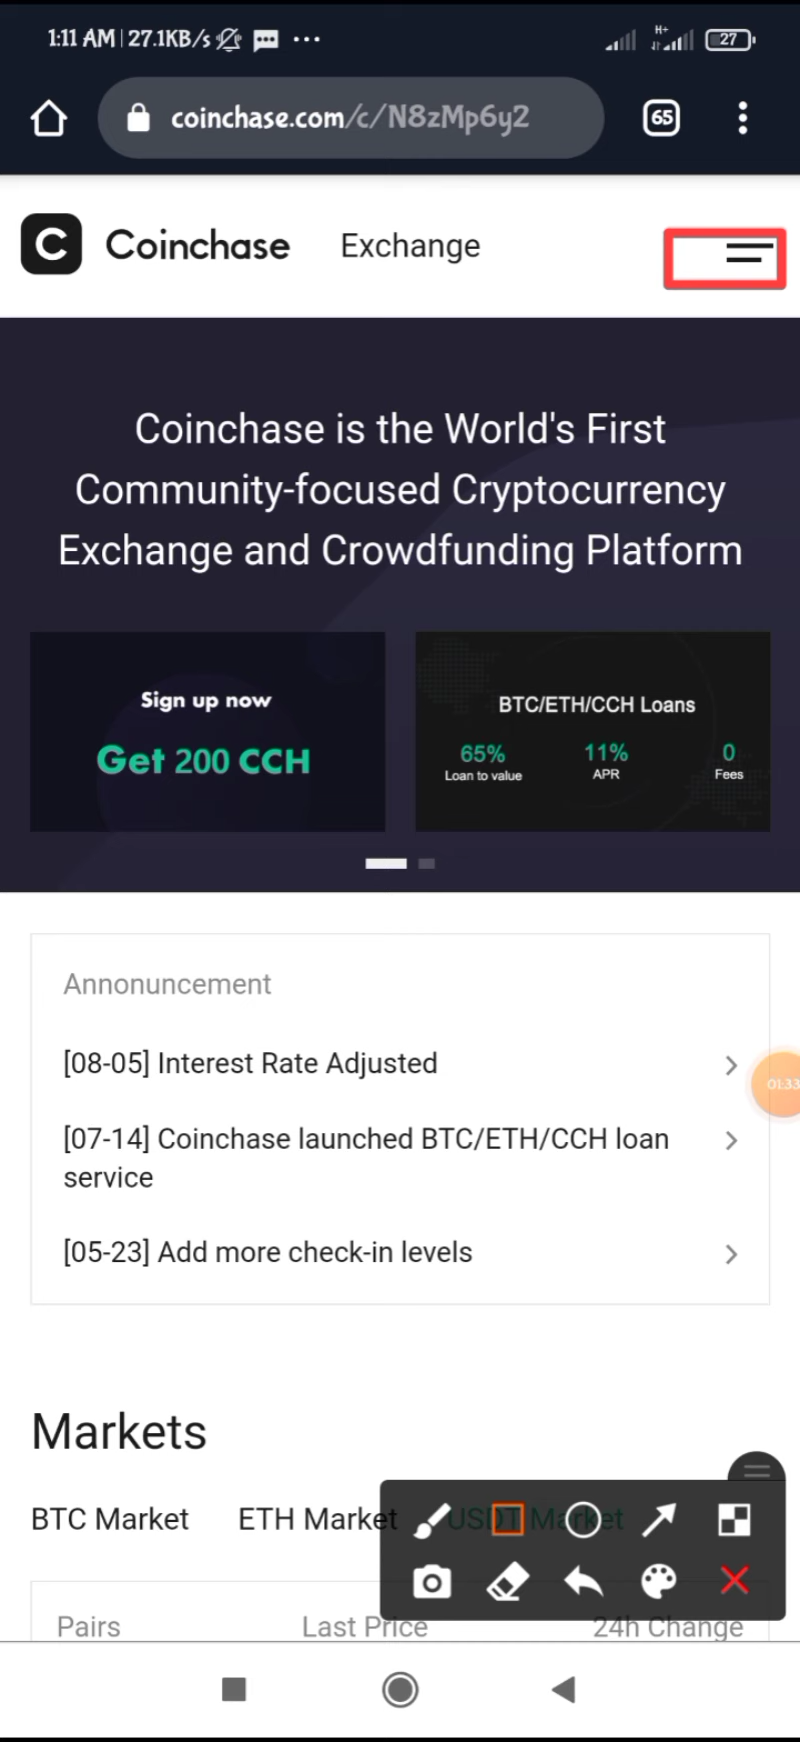 1:11 AM | 27.1KB/s
H+
27
coinchase.com/c/N8zMp6y2
65
C Coinchase Exchange
Coinchase is the World's First
Community-focused Cryptocurrency
Exchange and Crowdfunding Platform
Sign up now
Get 200 CCH
BTC/ETH/CCH Loans
65% 11% 0
Loan to value APR Fees
Annonuncement
[08-05] Interest Rate Adjusted
01:33
[07-14] Coinchase launched BTC/ETH/CCH loan
service
[05-23] Add more check-in levels
Markets
BTC Market ETH Market USDT Market
Pairs Last Price 24h Change